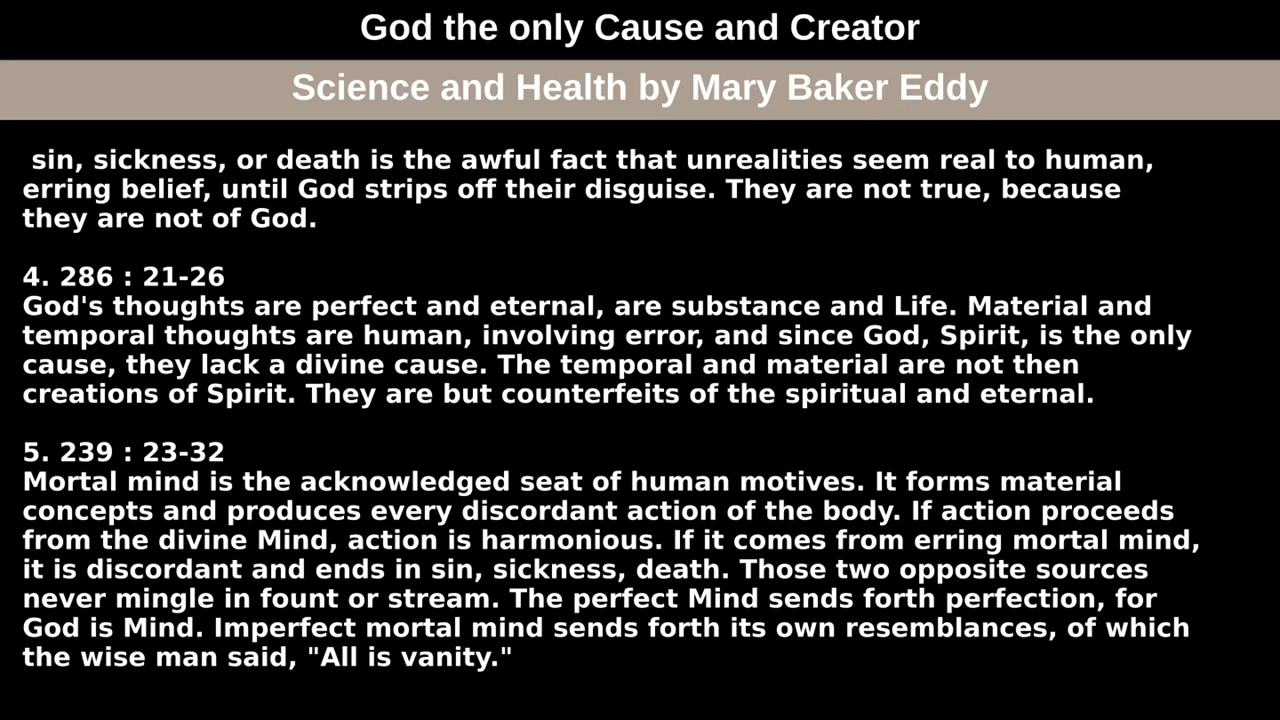 God the only Cause and Creator
Science and Health by Mary Baker Eddy
sin, sickness, or death is the awful fact that unrealities seem real to human,
erring belief, until God strips off their disguise. They are not true, because
they are not of God.
4. 286 : 21-26
God's thoughts are perfect and eternal, are substance and Life. Material and
temporal thoughts are human, involving error, and since God, Spirit, is the only
cause, they lack a divine cause. The temporal and material are not then
creations of Spirit. They are but counterfeits of the spiritual and eternal.
5. 239 : 23-32
Mortal mind is the acknowledged seat of human motives. It forms material
concepts and produces every discordant action of the body. If action proceeds
from the divine Mind, action is harmonious. If it comes from erring mortal mind,
it is discordant and ends in sin, sickness, death. Those two opposite sources
never mingle in fount or stream. The perfect Mind sends forth perfection, for
God is Mind. Imperfect mortal mind sends forth its own resemblances, of which
the wise man said, "All is vanity."